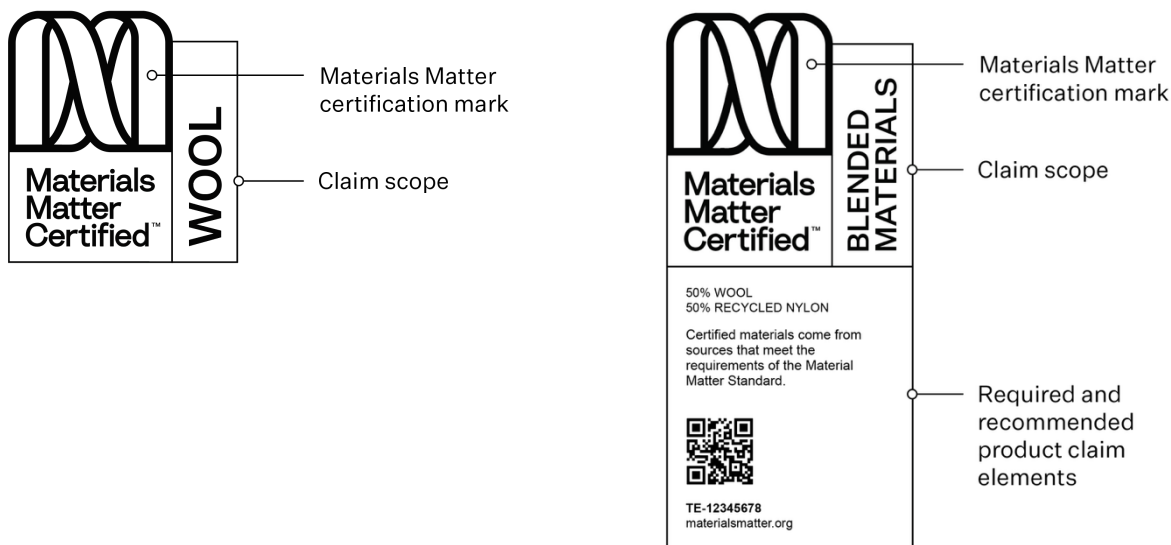 Materials
Matter
Certified™
WOOL
Materials Matter
certification mark
Claim scope
Materials
Matter
Certified™
BLENDED
MATERIALS
50% WOOL
50% RECYCLED NYLON
Certified materials come from
sources that meet the
requirements of the Material
Matter Standard.
TE-12345678
materialsmatter.org
Materials Matter
certification mark
Claim scope
Required and
recommended
product claim
elements